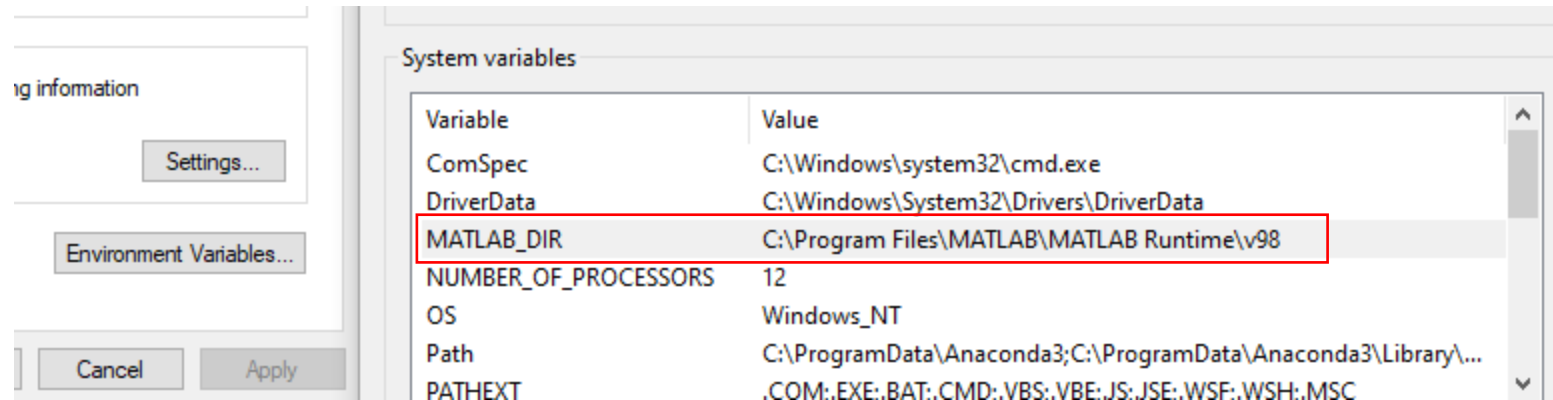 ng information
Settings...
Environment Variables...
Cancel
Apply
System variables
Variable Value
ComSpec C:\Windows\system32\cmd.exe
DriverData C:\Windows\System32\Drivers\DriverData
MATLAB_DIR C:\Program Files\MATLAB\MATLAB Runtime\v98
NUMBER_OF_PROCESSORS 12
OS Windows_NT
Path C:\ProgramData\Anaconda3;C:\ProgramData\Anaconda3\Library\...
PATHEXT .COM;.EXE;.BAT;.CMD;.VBS;.VBE;.JS;.JSE;.WSF;.WSH;.MSC